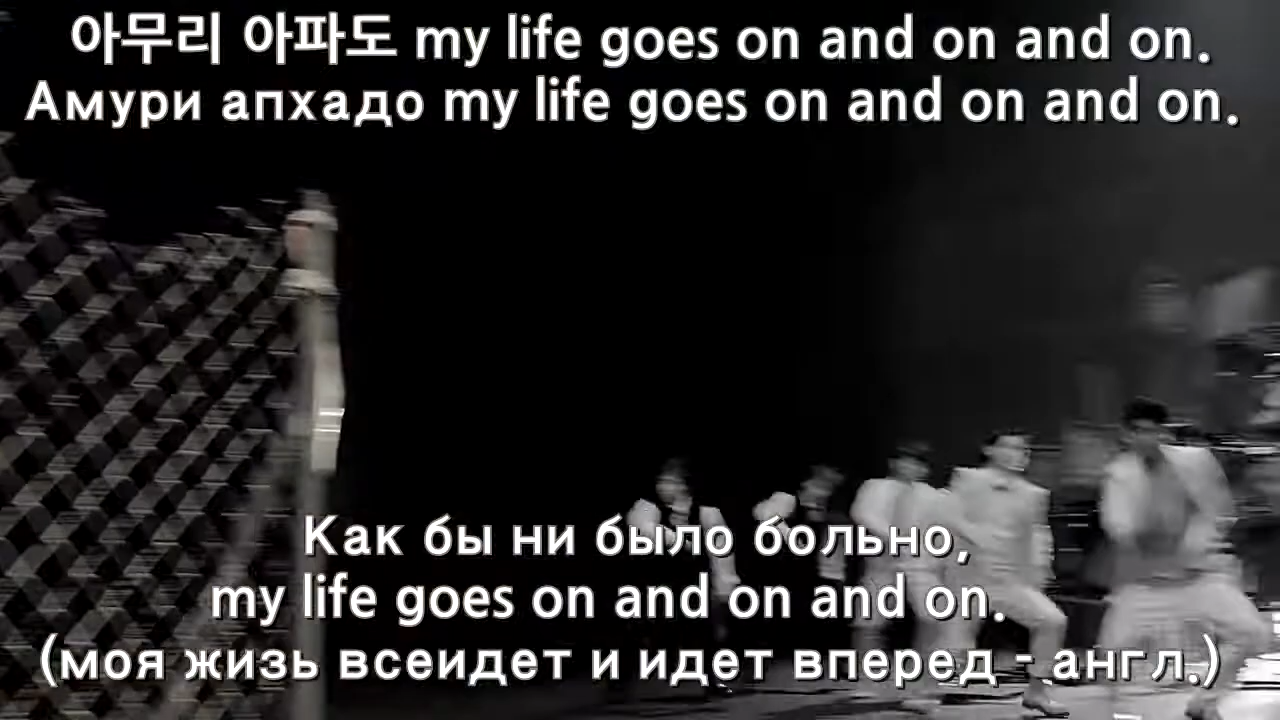 아무리 아파도 my life goes on and on and on.
Амури апхадо my life goes on and on and on.
Как бы ни было больно,
my life goes on and on and on.
(моя жизь всеидет и идет вперед - англ.)